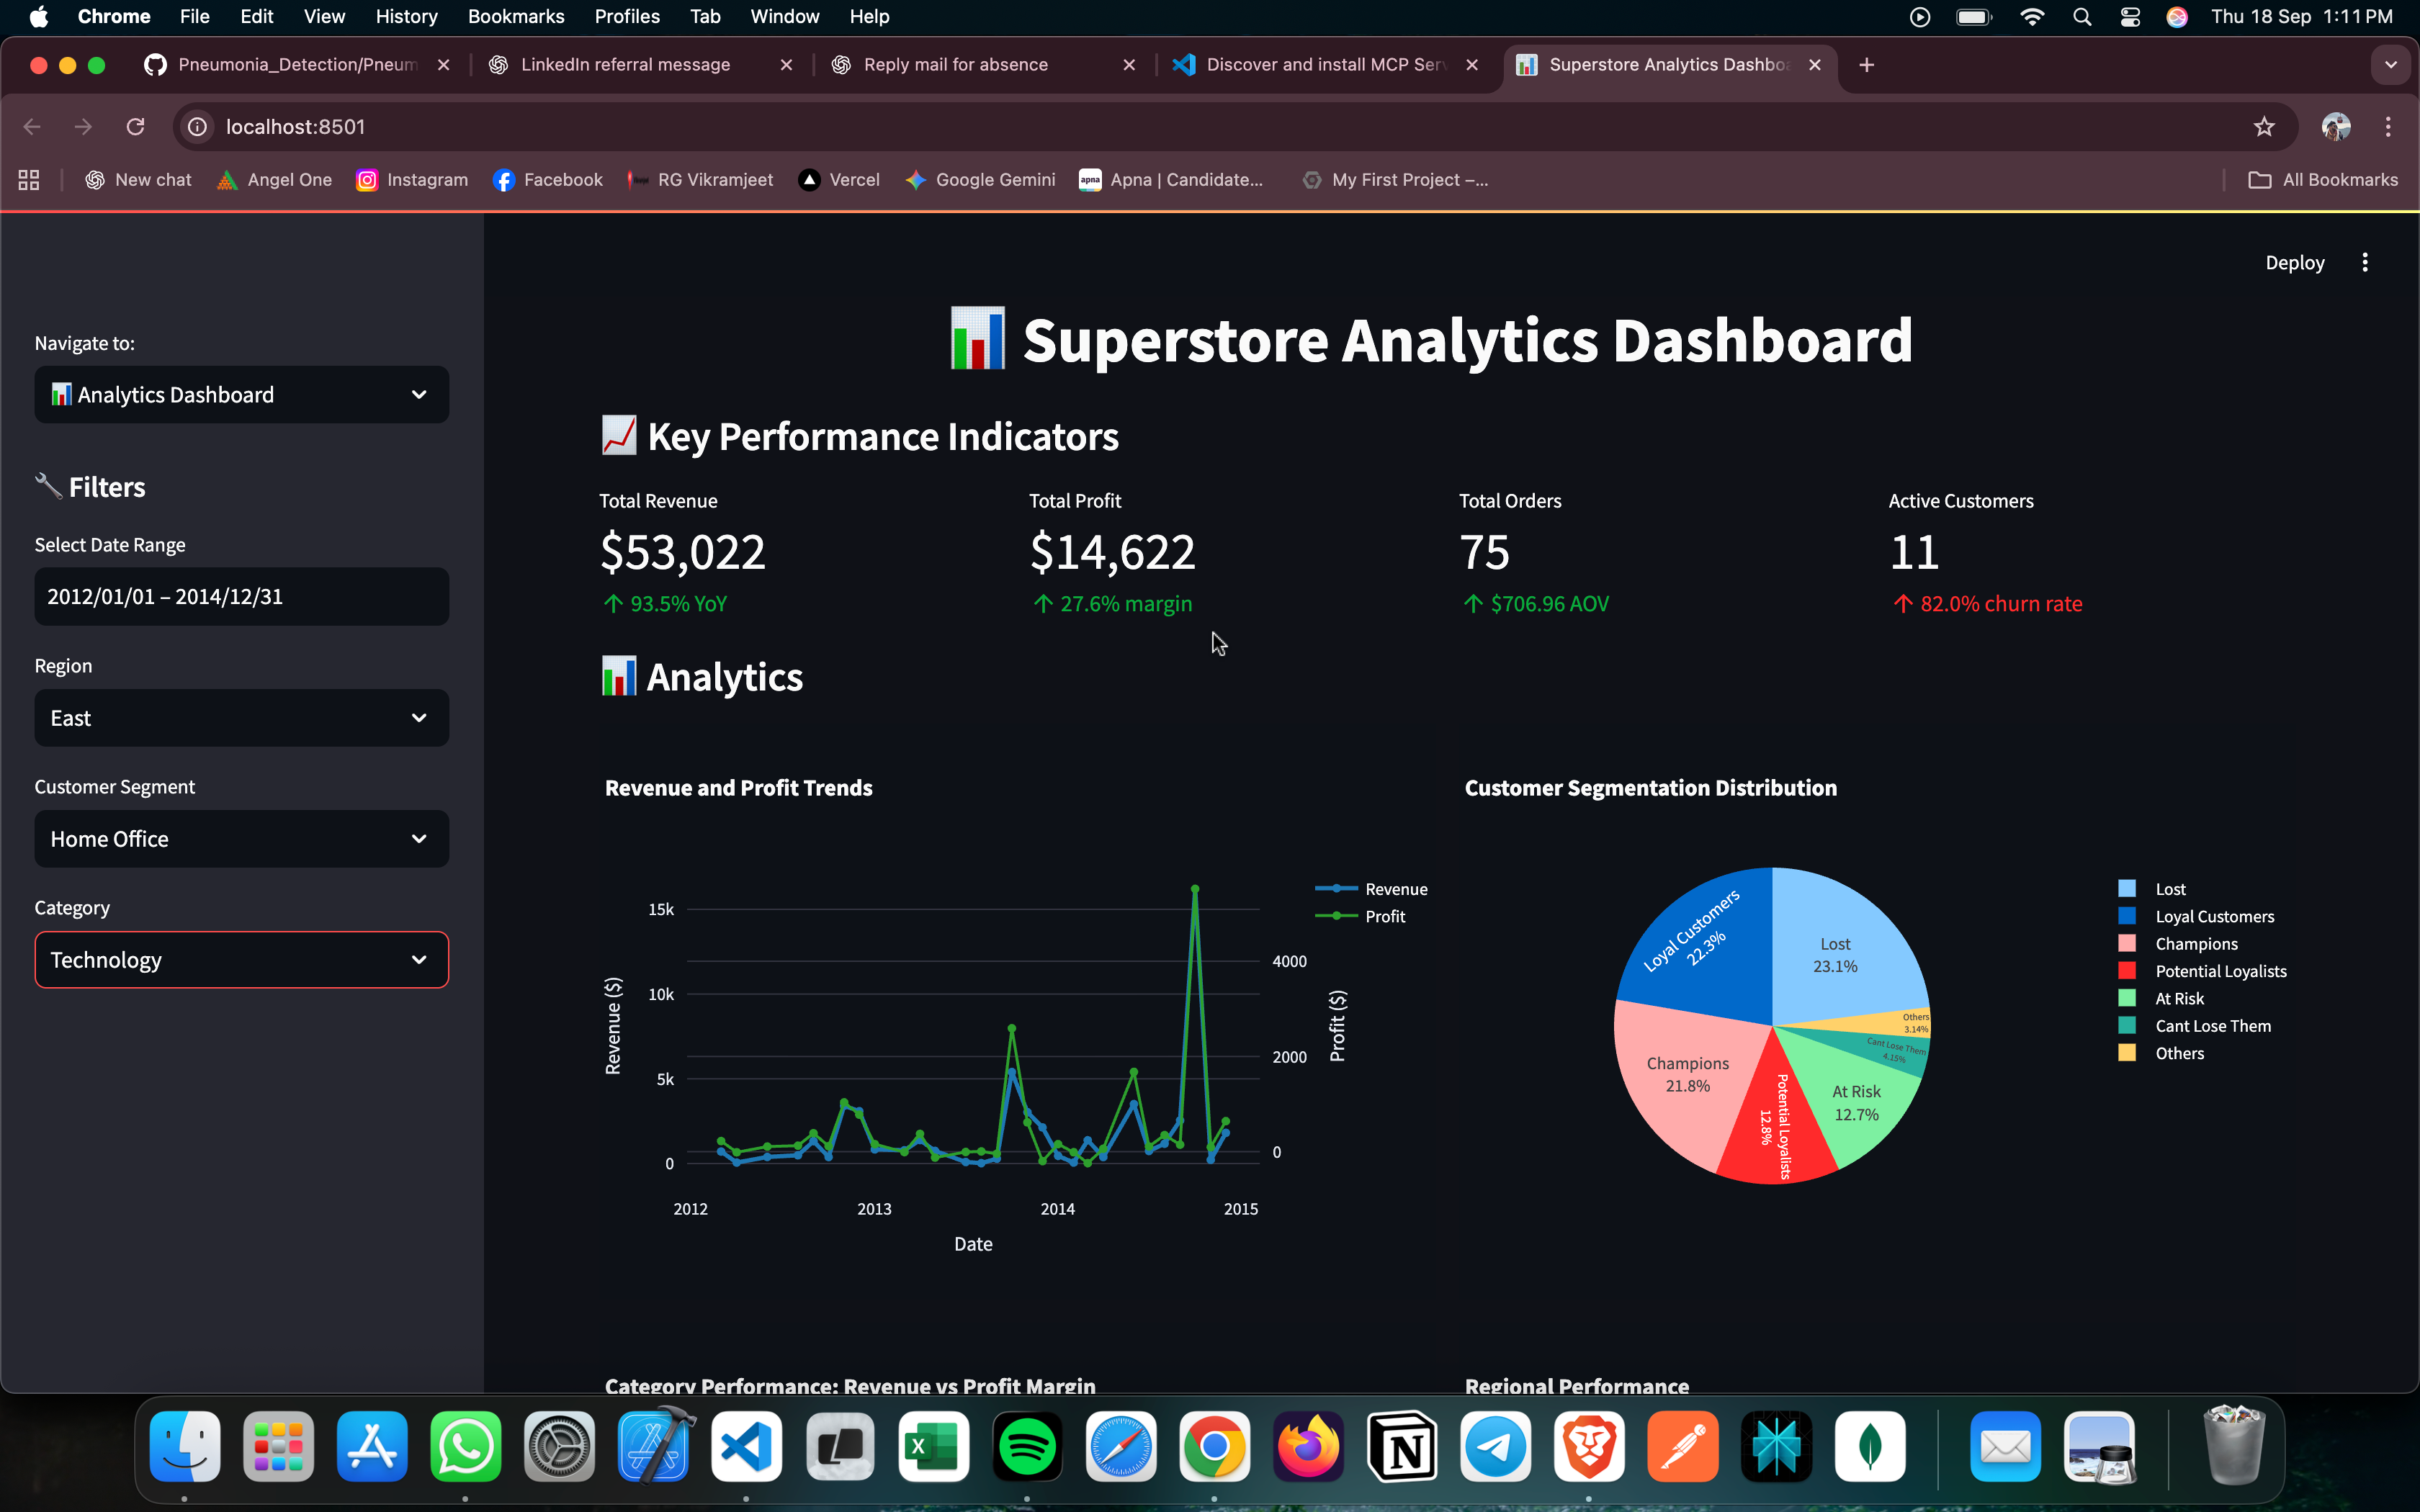 Chrome File Edit View History Bookmarks Profiles Tab Window Help Thu 18 Sep 1:11 PM
Pneumonia_Detection/Pneum LinkedIn referral message Reply mail for absence Discover and install MCP Serv Superstore Analytics Dashboa
localhost:8501
New chat Angel One Instagram Facebook RG Vikramjeet Vercel Google Gemini Apna | Candidate... My First Project –... All Bookmarks
Deploy
Navigate to:
Analytics Dashboard
Filters
Select Date Range
2012/01/01 – 2014/12/31
Region
East
Customer Segment
Home Office
Category
Technology
Superstore Analytics Dashboard
Key Performance Indicators
Total Revenue
$53,022
↑ 93.5% YoY
Total Profit
$14,622
↑ 27.6% margin
Total Orders
75
↑ $706.96 AOV
Active Customers
11
↑ 82.0% churn rate
Analytics
Revenue and Profit Trends
Revenue
Profit
15k
10k
5k
0
Revenue ($)
4000
2000
0
Profit ($)
2012 2013 2014 2015
Date
Customer Segmentation Distribution
Loyal Customers
22.3%
Lost
23.1%
Others
3.14%
Cant Lose Them
4.15%
At Risk
12.7%
Potential Loyalists
12.8%
Champions
21.8%
Lost
Loyal Customers
Champions
Potential Loyalists
At Risk
Cant Lose Them
Others
Category Performance: Revenue vs Profit Margin
Regional Performance